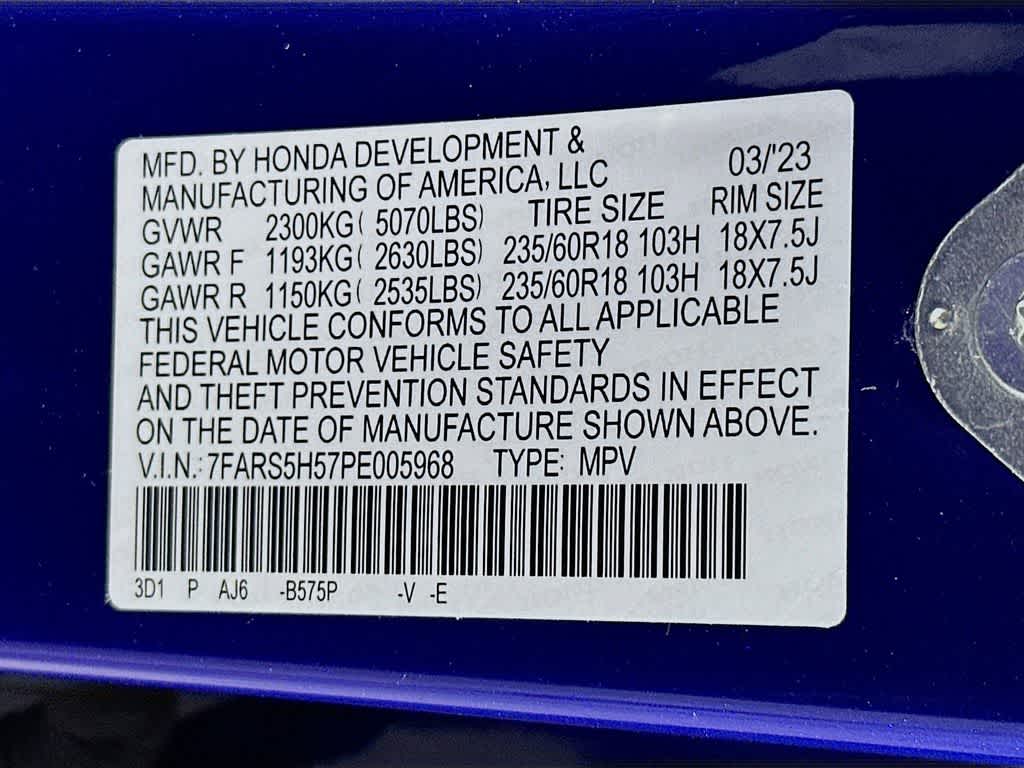 MFD. BY HONDA DEVELOPMENT &
MANUFACTURING OF AMERICA, LLC 03/'23
GVWR 2300KG( 5070LBS) TIRE SIZE RIM SIZE
GAWR F 1193KG( 2630LBS) 235/60R18 103H 18X7.5J
GAWR R 1150KG( 2535LBS) 235/60R18 103H 18X7.5J
THIS VEHICLE CONFORMS TO ALL APPLICABLE
FEDERAL MOTOR VEHICLE SAFETY
AND THEFT PREVENTION STANDARDS IN EFFECT
ON THE DATE OF MANUFACTURE SHOWN ABOVE.
V.I.N.: 7FARS5H57PE005968 TYPE: MPV
3D1 P AJ6 -B575P -V -E